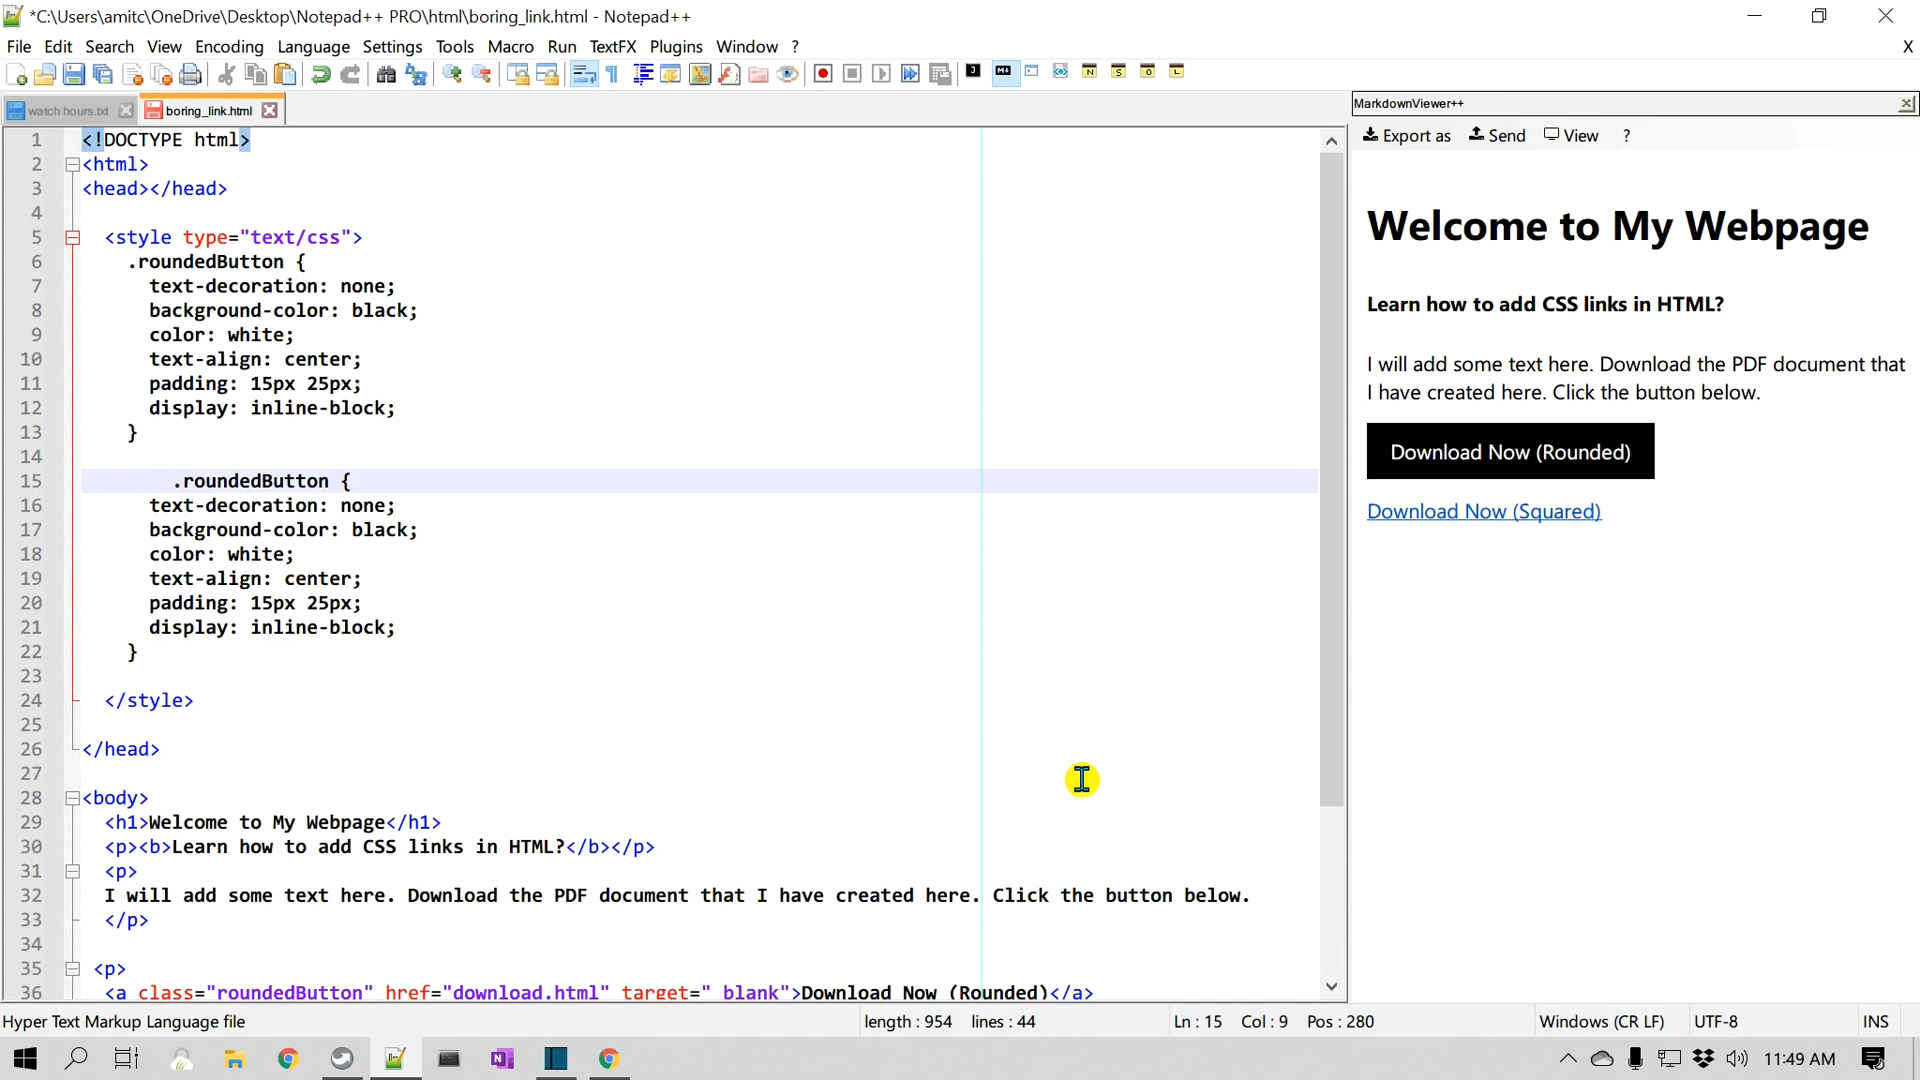 *C:\Users\amitc\OneDrive\Desktop\Notepad++ PRO\html\boring_link.html - Notepad++
File Edit Search View Encoding Language Settings Tools Macro Run TextFX Plugins Window ?
X
watch hours.txt
boring_link.html
1 <!DOCTYPE html>
2 <html>
3 <head></head>
4
5 <style type="text/css">
6 .roundedButton {
7 text-decoration: none;
8 background-color: black;
9 color: white;
10 text-align: center;
11 padding: 15px 25px;
12 display: inline-block;
13 }
14
15 .roundedButton {
16 text-decoration: none;
17 background-color: black;
18 color: white;
19 text-align: center;
20 padding: 15px 25px;
21 display: inline-block;
22 }
23
24 </style>
25
26 </head>
27
28 <body>
29 <h1>Welcome to My Webpage</h1>
30 <p><b>Learn how to add CSS links in HTML?</b></p>
31 <p>
32 I will add some text here. Download the PDF document that I have created here. Click the button below.
33 </p>
34
35 <p>
36 <a class="roundedButton" href="download.html" target="_blank">Download Now (Rounded)</a>
MarkdownViewer++
Export as Send View ?
Welcome to My Webpage
Learn how to add CSS links in HTML?
I will add some text here. Download the PDF document that
I have created here. Click the button below.
Download Now (Rounded)
Download Now (Squared)
Hyper Text Markup Language file length : 954 lines : 44 Ln : 15 Col : 9 Pos : 280 Windows (CR LF) UTF-8 INS
11:49 AM